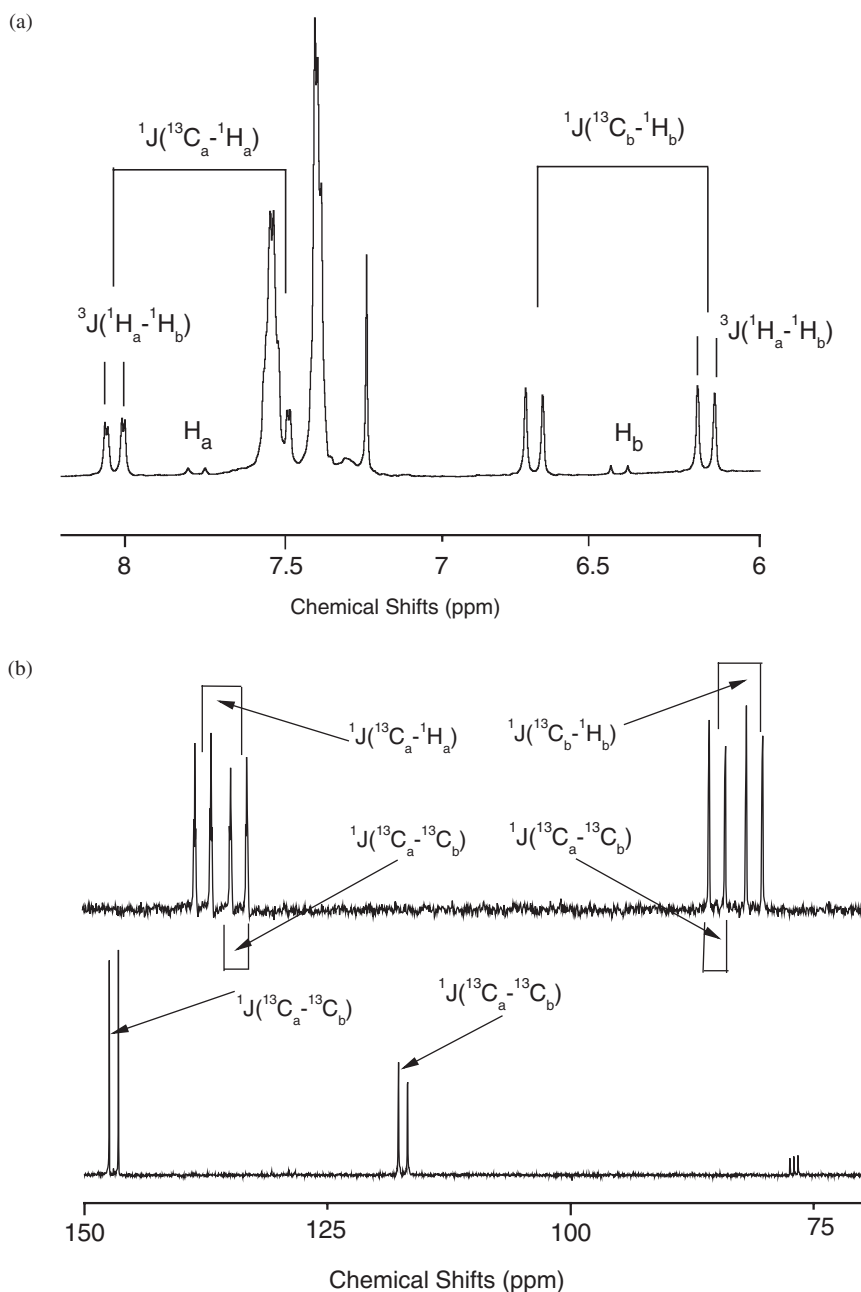 (a)
¹J(¹³Cₐ-¹Hₐ)
¹J(¹³C_b-¹H_b)
³J(¹Hₐ-¹H_b)
³J(¹Hₐ-¹H_b)
Hₐ
H_b
8 7.5 7 6.5 6
Chemical Shifts (ppm)
(b)
¹J(¹³Cₐ-¹Hₐ)
¹J(¹³C_b-¹H_b)
¹J(¹³Cₐ-¹³C_b)
¹J(¹³Cₐ-¹³C_b)
¹J(¹³Cₐ-¹³C_b)
¹J(¹³Cₐ-¹³C_b)
150 125 100 75
Chemical Shifts (ppm)